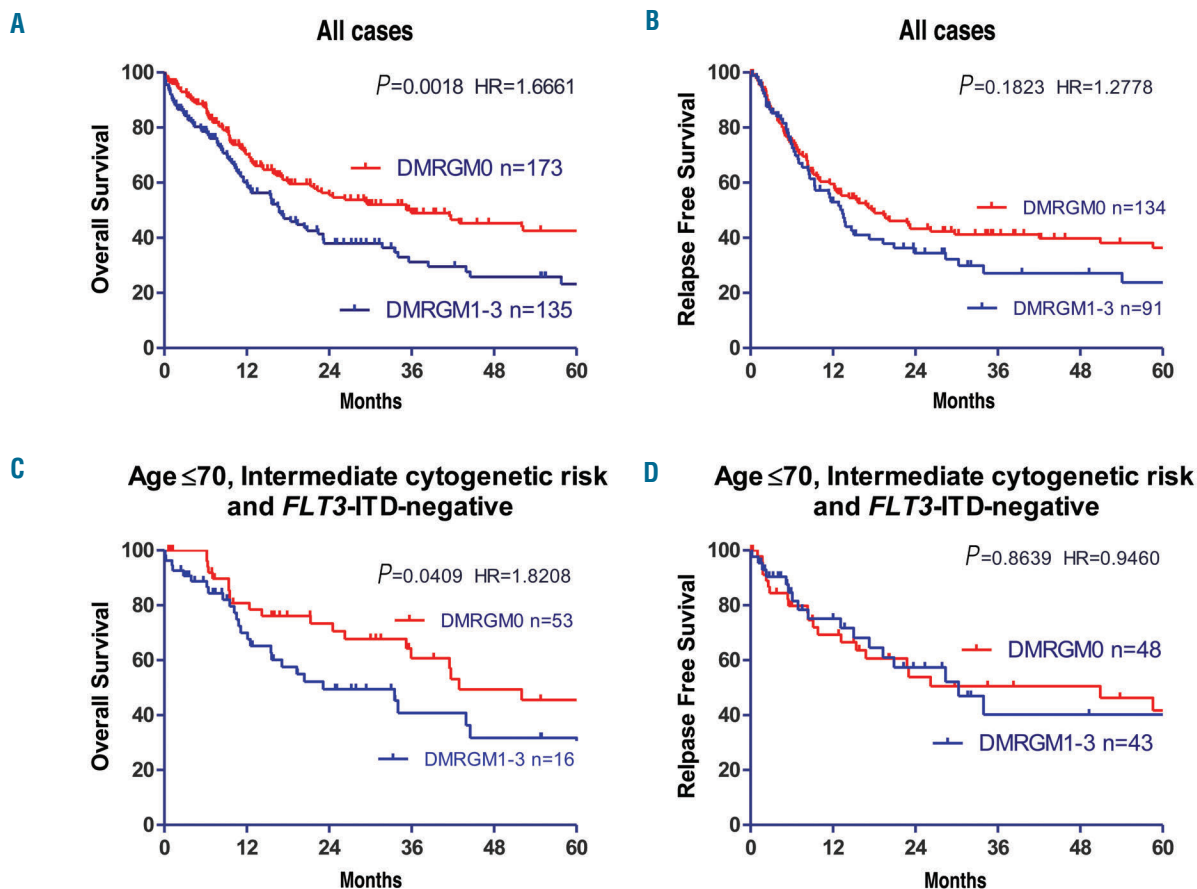 A
All cases
P=0.0018 HR=1.6661
DMRGM0 n=173
DMRGM1-3 n=135
Overall Survival
100
80
60
40
20
0
0 12 24 36 48 60
Months
B
All cases
P=0.1823 HR=1.2778
DMRGM0 n=134
DMRGM1-3 n=91
Relapse Free Survival
100
80
60
40
20
0
0 12 24 36 48 60
Months
C
Age ≤70, Intermediate cytogenetic risk
and FLT3-ITD-negative
P=0.0409 HR=1.8208
DMRGM0 n=53
DMRGM1-3 n=16
Overall Survival
100
80
60
40
20
0
0 12 24 36 48 60
Months
D
Age ≤70, Intermediate cytogenetic risk
and FLT3-ITD-negative
P=0.8639 HR=0.9460
DMRGM0 n=48
DMRGM1-3 n=43
Relpase Free Suvival
100
80
60
40
20
0
0 12 24 36 48 60
Months